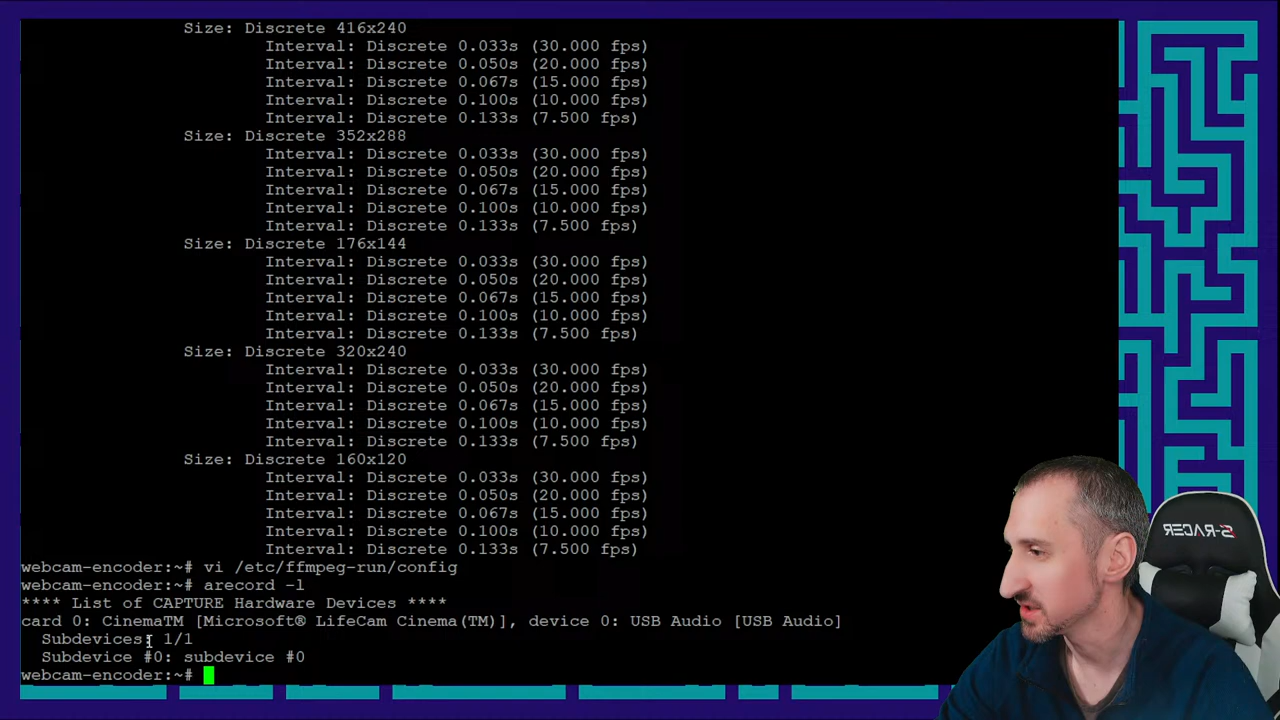 Size: Discrete 416x240
Interval: Discrete 0.033s (30.000 fps)
Interval: Discrete 0.050s (20.000 fps)
Interval: Discrete 0.067s (15.000 fps)
Interval: Discrete 0.100s (10.000 fps)
Interval: Discrete 0.133s (7.500 fps)
Size: Discrete 352x288
Interval: Discrete 0.033s (30.000 fps)
Interval: Discrete 0.050s (20.000 fps)
Interval: Discrete 0.067s (15.000 fps)
Interval: Discrete 0.100s (10.000 fps)
Interval: Discrete 0.133s (7.500 fps)
Size: Discrete 176x144
Interval: Discrete 0.033s (30.000 fps)
Interval: Discrete 0.050s (20.000 fps)
Interval: Discrete 0.067s (15.000 fps)
Interval: Discrete 0.100s (10.000 fps)
Interval: Discrete 0.133s (7.500 fps)
Size: Discrete 320x240
Interval: Discrete 0.033s (30.000 fps)
Interval: Discrete 0.050s (20.000 fps)
Interval: Discrete 0.067s (15.000 fps)
Interval: Discrete 0.100s (10.000 fps)
Interval: Discrete 0.133s (7.500 fps)
Size: Discrete 160x120
Interval: Discrete 0.033s (30.000 fps)
Interval: Discrete 0.050s (20.000 fps)
Interval: Discrete 0.067s (15.000 fps)
Interval: Discrete 0.100s (10.000 fps)
Interval: Discrete 0.133s (7.500 fps)
webcam-encoder:~# vi /etc/ffmpeg-run/config
webcam-encoder:~# arecord -l
**** List of CAPTURE Hardware Devices ****
card 0: CinemaTM [Microsoft® LifeCam Cinema(TM)], device 0: USB Audio [USB Audio]
Subdevices: 1/1
Subdevice #0: subdevice #0
webcam-encoder:~#
S-RACER